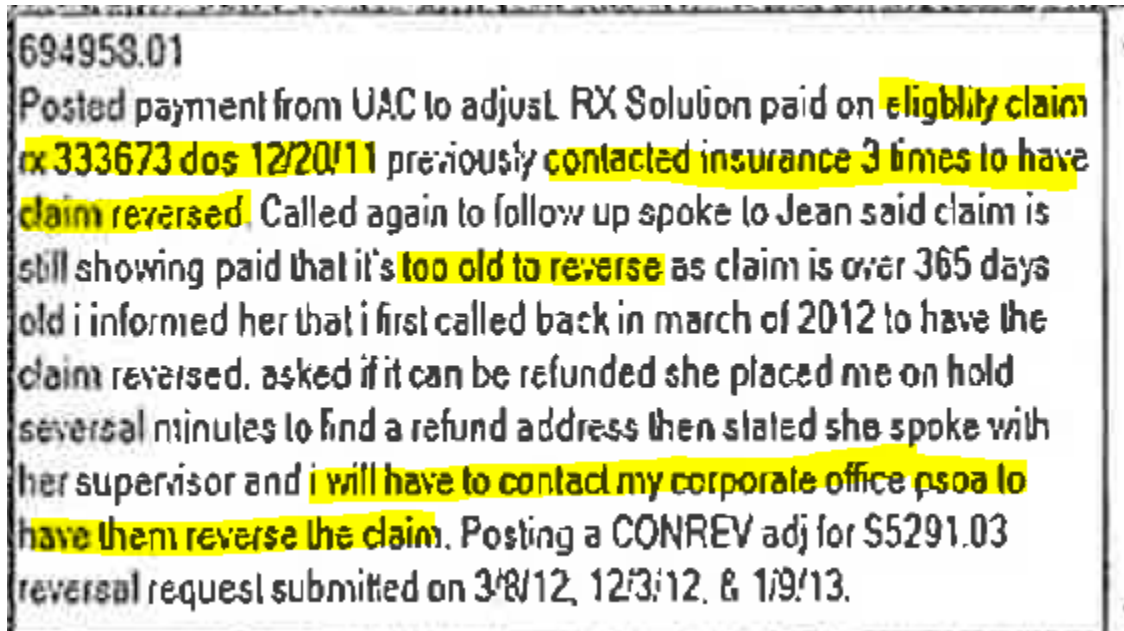 694958.01
Posted payment from UAC to adjust. RX Solution paid on eligblity claim
rx 333673 dos 12/20/11 previously contacted insurance 3 times to have
claim reversed. Called again to follow up spoke to Jean said claim is
still showing paid that it's too old to reverse as claim is over 365 days
old i informed her that i first called back in march of 2012 to have the
claim reversed. asked if it can be refunded she placed me on hold
seversal minutes to find a refund address then stated she spoke with
her supervisor and i will have to contact my corporate office psoa to
have them reverse the claim. Posting a CONREV adj for $5291.03
reversal request submitted on 3/8/12, 12/3/12, & 1/9/13.